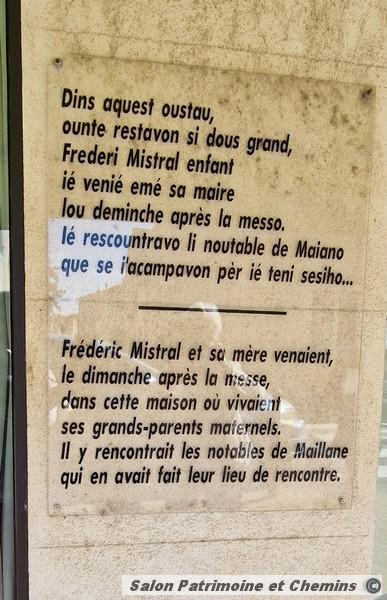 Dins aquest oustau,
ounte restavon si dous grand,
Frederi Mistral enfant
ié venié emé sa maire
lou deminche après la messo.
Ié rescountravo li noutable de Maiano
que se i'acampavon pèr ié teni sesiho...
Frédéric Mistral et sa mère venaient,
le dimanche après la messe,
dans cette maison où vivaient
ses grands-parents maternels.
Il y rencontrait les notables de Maillane
qui en avait fait leur lieu de rencontre.
Salon Patrimoine et Chemins ©